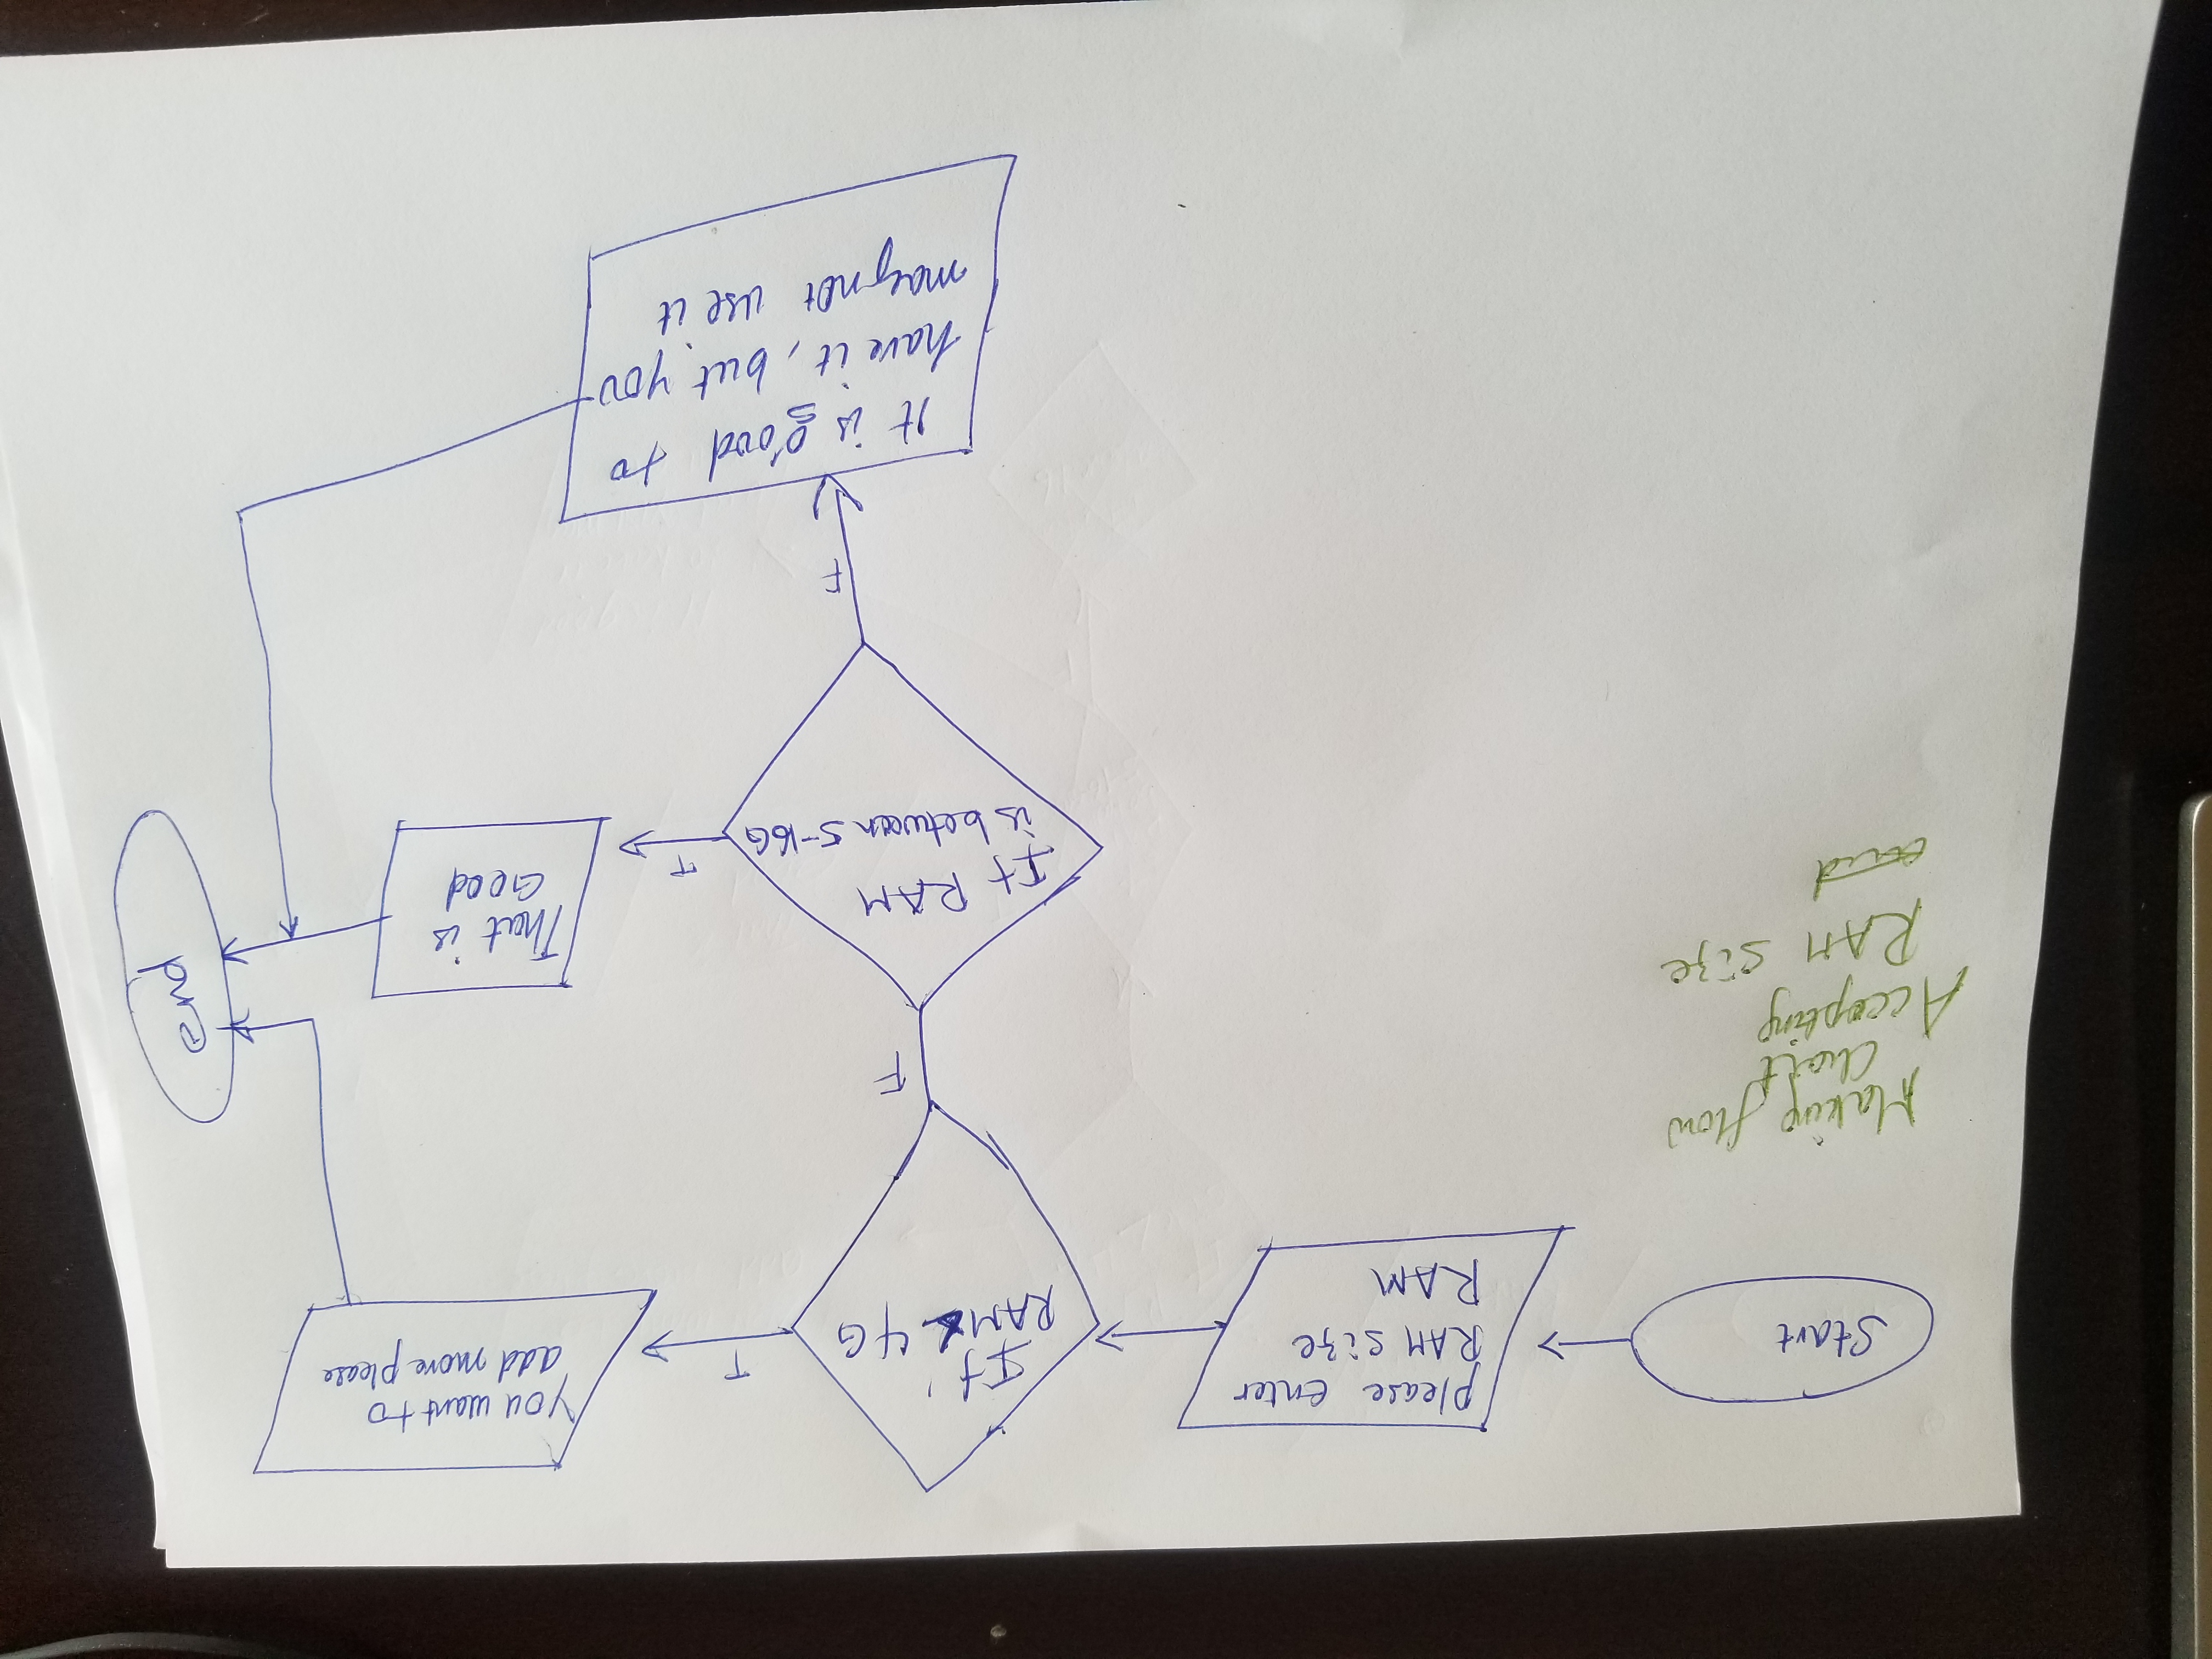 Start
Please enter
RAM size
RAM
If
RAM < 4G
T
You want to
add more please
F
If RAM
is between 5-16G
T
That is
Good
end
F
It is good to
have it, but you
may not use it
Making flow
Chart
Accepting
RAM size